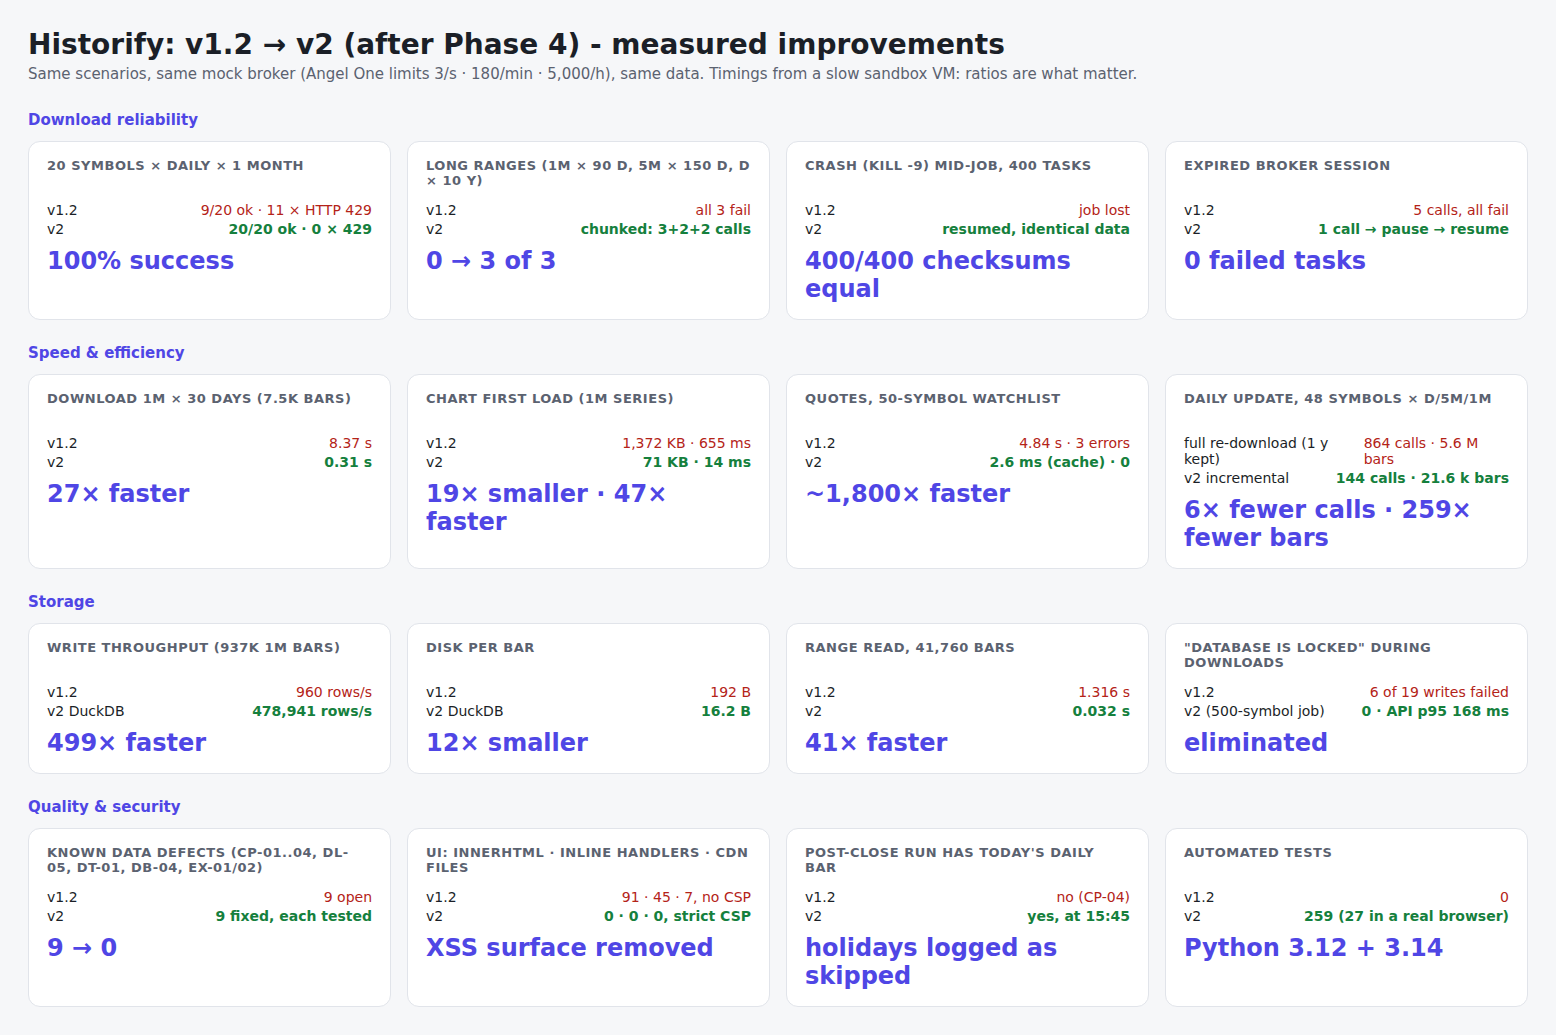 Historify: v1.2 → v2 (after Phase 4) - measured improvements
Same scenarios, same mock broker (Angel One limits 3/s · 180/min · 5,000/h), same data. Timings from a slow sandbox VM: ratios are what matter.
Download reliability
20 SYMBOLS × DAILY × 1 MONTH
v1.2 9/20 ok · 11 × HTTP 429
v2 20/20 ok · 0 × 429
100% success
LONG RANGES (1M × 90 D, 5M × 150 D, D
× 10 Y)
v1.2 all 3 fail
v2 chunked: 3+2+2 calls
0 → 3 of 3
CRASH (KILL -9) MID-JOB, 400 TASKS
v1.2 job lost
v2 resumed, identical data
400/400 checksums
equal
EXPIRED BROKER SESSION
v1.2 5 calls, all fail
v2 1 call → pause → resume
0 failed tasks
Speed & efficiency
DOWNLOAD 1M × 30 DAYS (7.5K BARS)
v1.2 8.37 s
v2 0.31 s
27× faster
CHART FIRST LOAD (1M SERIES)
v1.2 1,372 KB · 655 ms
v2 71 KB · 14 ms
19× smaller · 47×
faster
QUOTES, 50-SYMBOL WATCHLIST
v1.2 4.84 s · 3 errors
v2 2.6 ms (cache) · 0
~1,800× faster
DAILY UPDATE, 48 SYMBOLS × D/5M/1M
full re-download (1 y 864 calls · 5.6 M
kept) bars
v2 incremental 144 calls · 21.6 k bars
6× fewer calls · 259×
fewer bars
Storage
WRITE THROUGHPUT (937K 1M BARS)
v1.2 960 rows/s
v2 DuckDB 478,941 rows/s
499× faster
DISK PER BAR
v1.2 192 B
v2 DuckDB 16.2 B
12× smaller
RANGE READ, 41,760 BARS
v1.2 1.316 s
v2 0.032 s
41× faster
"DATABASE IS LOCKED" DURING
DOWNLOADS
v1.2 6 of 19 writes failed
v2 (500-symbol job) 0 · API p95 168 ms
eliminated
Quality & security
KNOWN DATA DEFECTS (CP-01..04, DL-
05, DT-01, DB-04, EX-01/02)
v1.2 9 open
v2 9 fixed, each tested
9 → 0
UI: INNERHTML · INLINE HANDLERS · CDN
FILES
v1.2 91 · 45 · 7, no CSP
v2 0 · 0 · 0, strict CSP
XSS surface removed
POST-CLOSE RUN HAS TODAY'S DAILY
BAR
v1.2 no (CP-04)
v2 yes, at 15:45
holidays logged as
skipped
AUTOMATED TESTS
v1.2 0
v2 259 (27 in a real browser)
Python 3.12 + 3.14